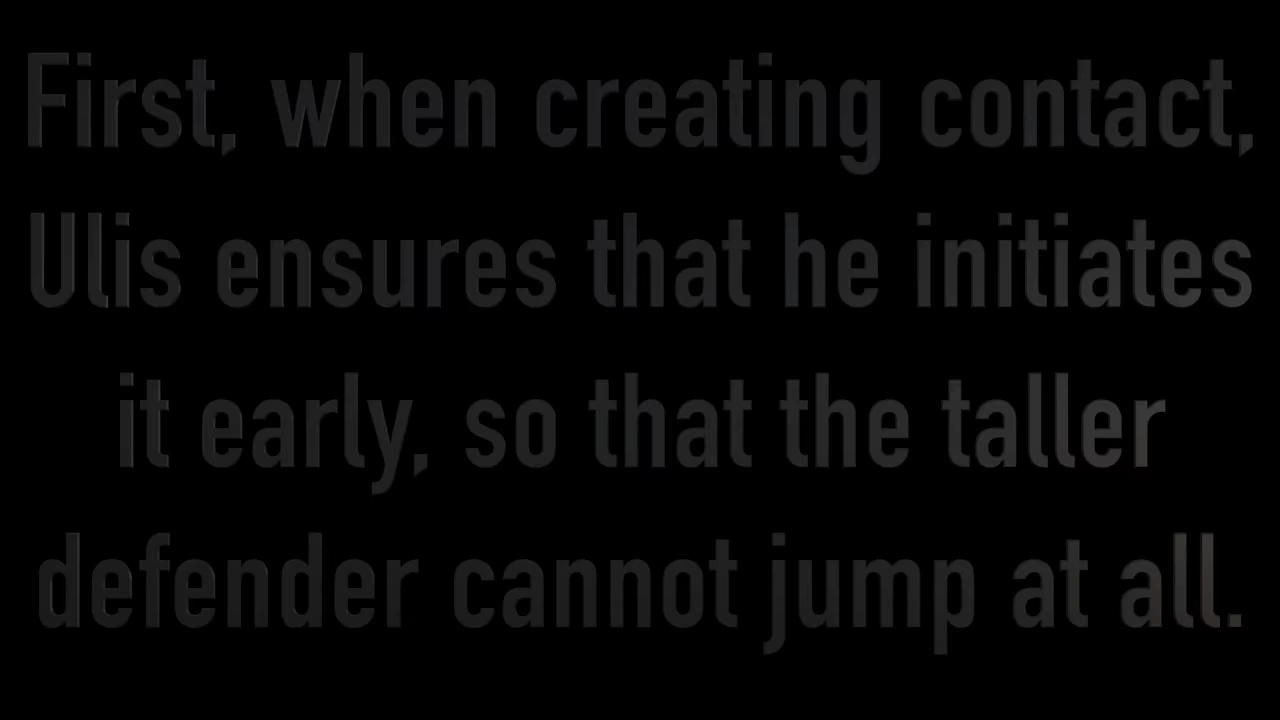 First, when creating contact,
Ulis ensures that he initiates
it early, so that the taller
defender cannot jump at all.